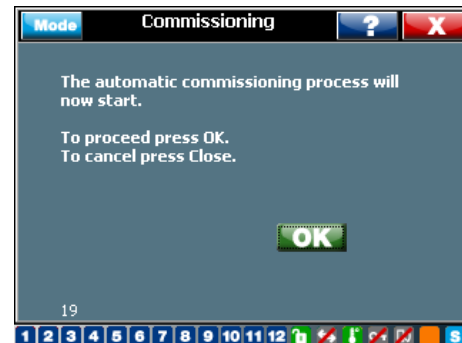 Mode Commissioning ? X
The automatic commissioning process will
now start.
To proceed press OK.
To cancel press Close.
OK
19
1 2 3 4 5 6 7 8 9 10 11 12 S